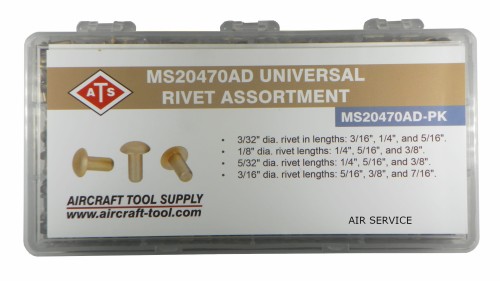 ATS
MS20470AD UNIVERSAL
RIVET ASSORTMENT
MS20470AD-PK
• 3/32" dia. rivet in lengths: 3/16", 1/4", and 5/16".
• 1/8" dia. rivet lengths: 1/4", 5/16", and 3/8".
• 5/32" dia. rivet lengths: 1/4", 5/16", and 3/8".
• 3/16" dia. rivet lengths: 5/16", 3/8", and 7/16".
AIRCRAFT TOOL SUPPLY
www.aircraft-tool.com
AIR SERVICE